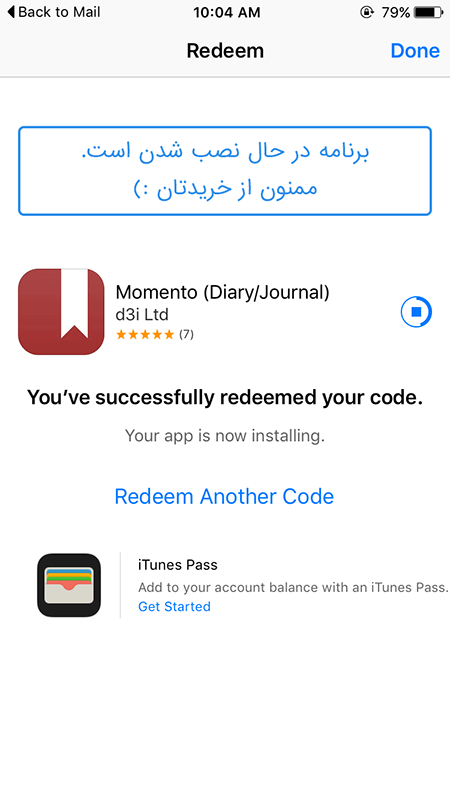 Back to Mail 10:04 AM 79%
Redeem Done
برنامه در حال نصب شدن است.
ممنون از خریدتان :)
Momento (Diary/Journal)
d3i Ltd
★★★★★ (7)
You’ve successfully redeemed your code.
Your app is now installing.
Redeem Another Code
iTunes Pass
Add to your account balance with an iTunes Pass.
Get Started